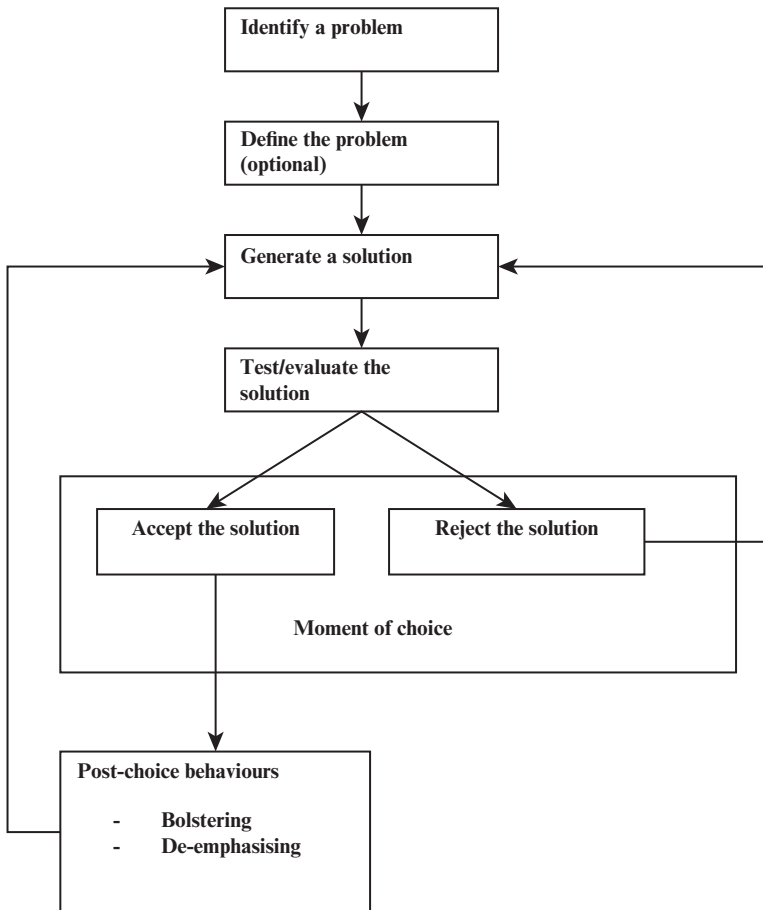 Identify a problem
Define the problem
(optional)
Generate a solution
Test/evaluate the
solution
Accept the solution
Reject the solution
Moment of choice
Post-choice behaviours
- Bolstering
- De-emphasising